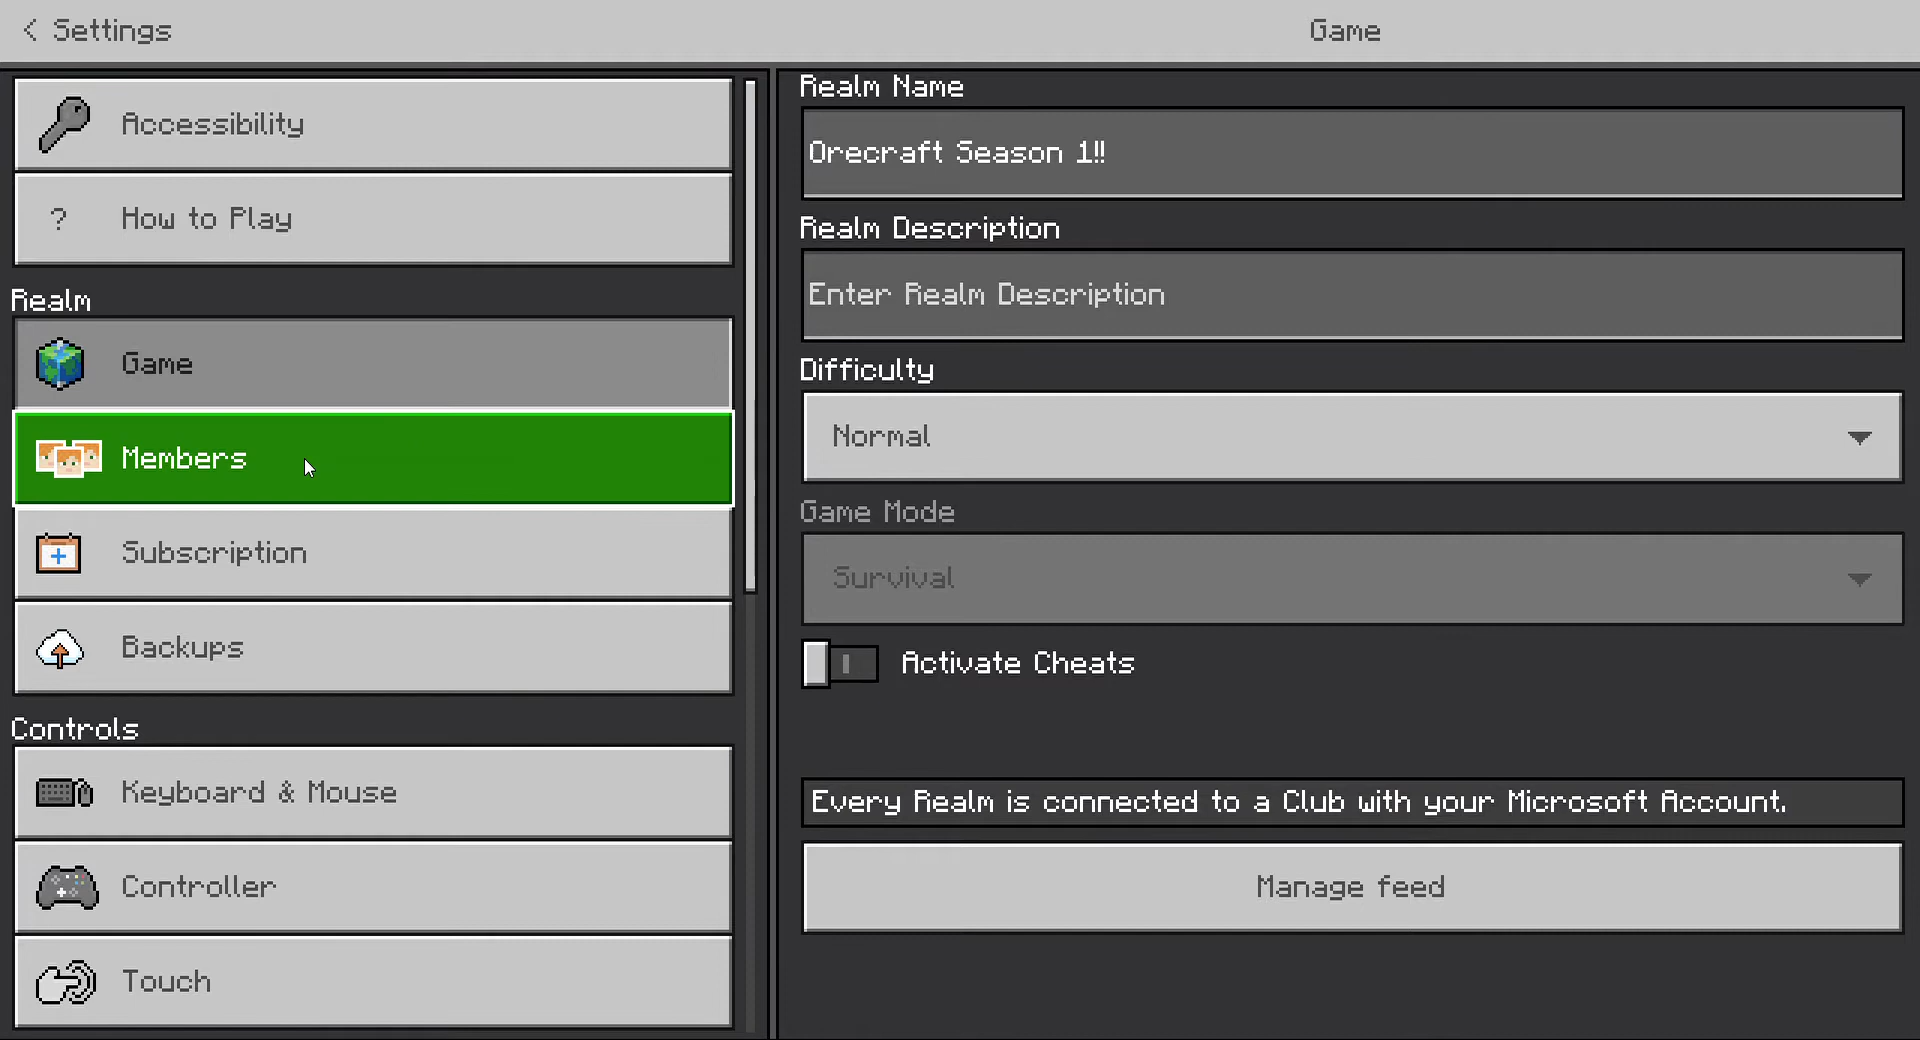 < Settings
Game
Accessibility
? How to Play
Realm
Game
Members
Subscription
Backups
Controls
Keyboard & Mouse
Controller
Touch
Realm Name
Orecraft Season 1!!
Realm Description
Enter Realm Description
Difficulty
Normal
Game Mode
Survival
Activate Cheats
Every Realm is connected to a Club with your Microsoft Account.
Manage feed